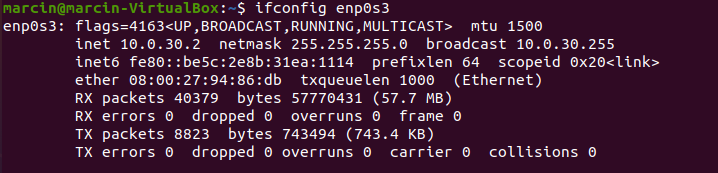 marcin@marcin-VirtualBox:~$ ifconfig enp0s3
enp0s3: flags=4163<UP,BROADCAST,RUNNING,MULTICAST>  mtu 1500
        inet 10.0.30.2  netmask 255.255.255.0  broadcast 10.0.30.255
        inet6 fe80::be5c:2e8b:31ea:1114  prefixlen 64  scopeid 0x20<link>
        ether 08:00:27:94:86:db  txqueuelen 1000  (Ethernet)
        RX packets 40379  bytes 57770431 (57.7 MB)
        RX errors 0  dropped 0  overruns 0  frame 0
        TX packets 8823  bytes 743494 (743.4 KB)
        TX errors 0  dropped 0 overruns 0  carrier 0  collisions 0